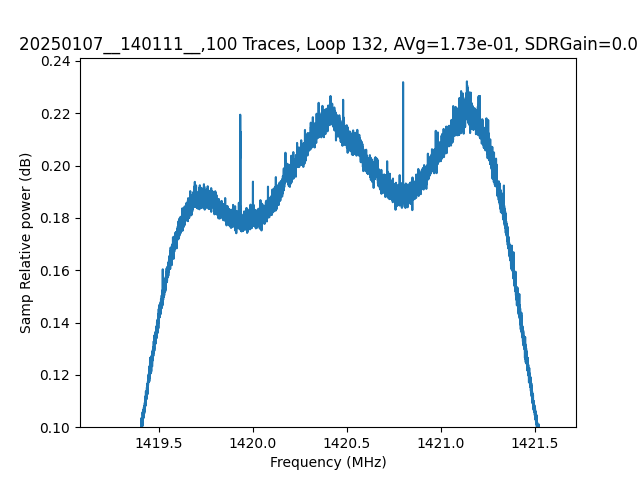 20250107__140111__,100 Traces, Loop 132, AVg=1.73e-01, SDRGain=0.0
0.24
0.22
0.20
0.18
0.16
0.14
0.12
0.10
Samp Relative power (dB)
1419.5 1420.0 1420.5 1421.0 1421.5
Frequency (MHz)